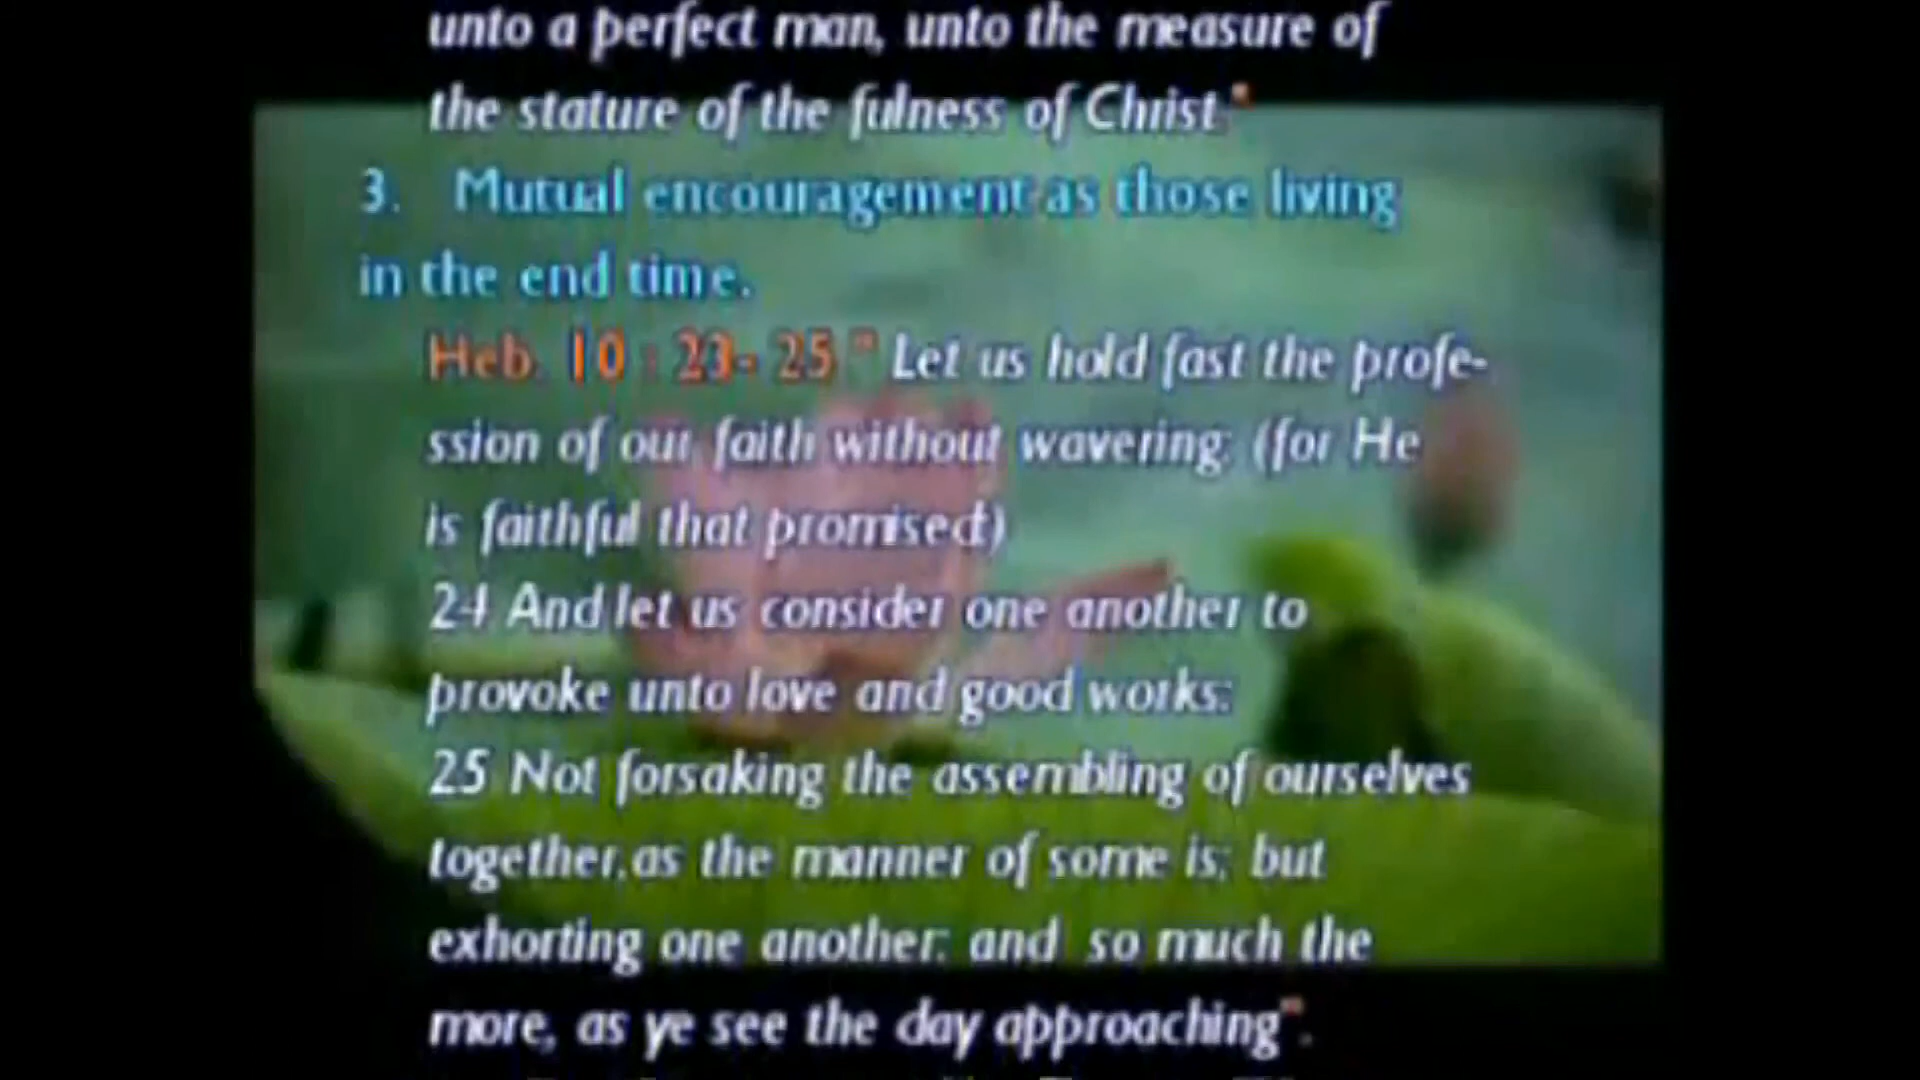 unto a perfect man, unto the measure of
the stature of the fulness of Christ:"
3. Mutual encouragement as those living
in the end time.
Heb. 10 : 23- 25 " Let us hold fast the profe-
ssion of our faith without wavering; (for He
is faithful that promised;)
24 And let us consider one another to
provoke unto love and good works:
25 Not forsaking the assembling of ourselves
together, as the manner of some is; but
exhorting one another: and so much the
more, as ye see the day approaching".